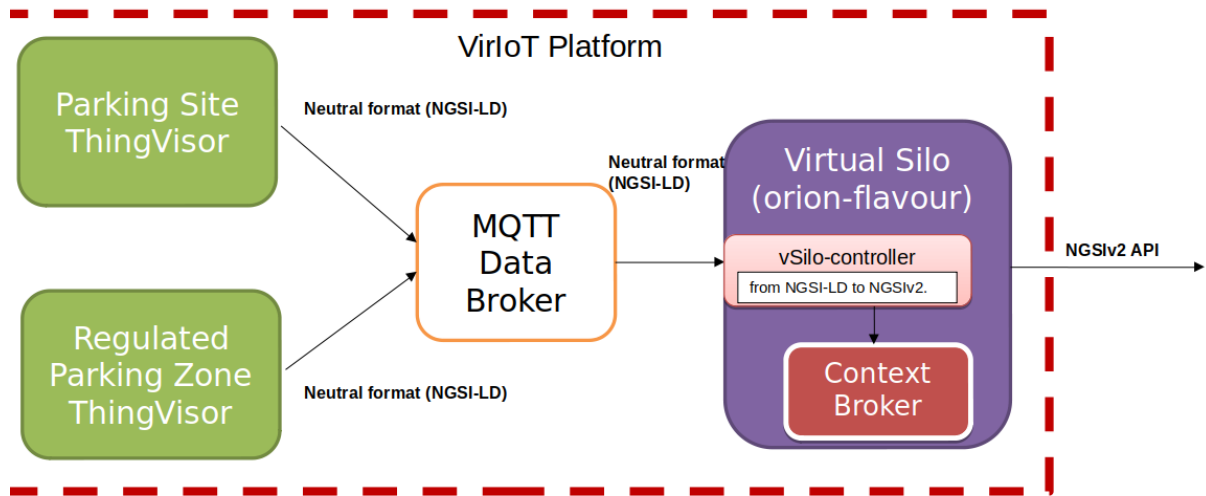 VirIoT Platform
Parking Site
ThingVisor
Neutral format (NGSI-LD)
Regulated
Parking Zone
ThingVisor
Neutral format (NGSI-LD)
MQTT
Data
Broker
Neutral format
(NGSI-LD)
Virtual Silo
(orion-flavour)
vSilo-controller
from NGSI-LD to NGSIv2.
Context
Broker
NGSIv2 API